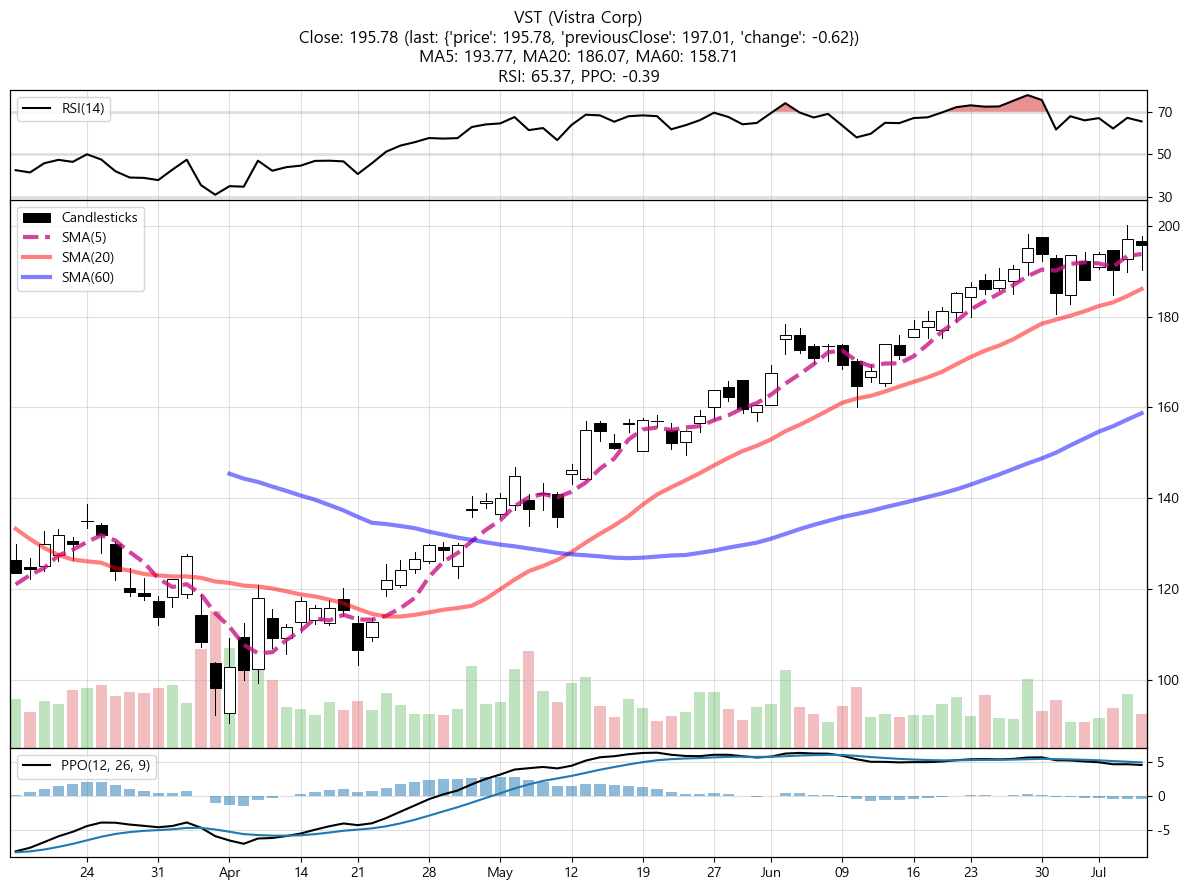 VST (Vistra Corp)
Close: 195.78 (last: {'price': 195.78, 'previousClose': 197.01, 'change': -0.62})
MA5: 193.77, MA20: 186.07, MA60: 158.71
RSI: 65.37, PPO: -0.39
RSI(14)
70
50
30
Candlesticks
SMA(5)
SMA(20)
SMA(60)
200
180
160
140
120
100
PPO(12, 26, 9)
5
0
-5
24 31 Apr 14 21 28 May 12 19 27 Jun 09 16 23 30 Jul